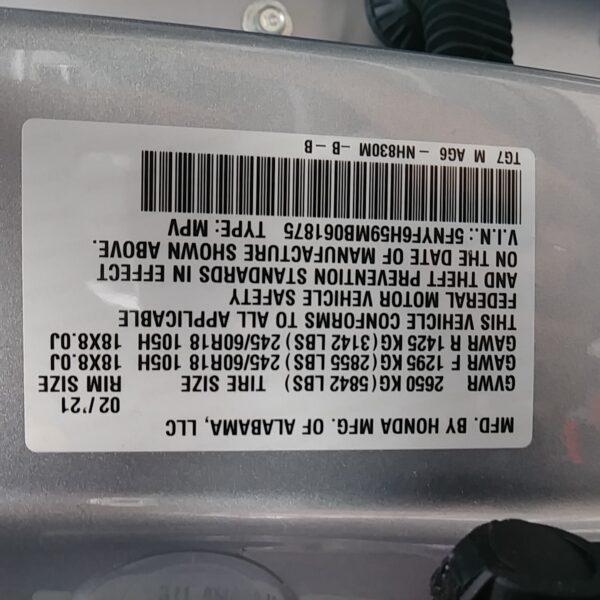 MFD. BY HONDA MFG. OF ALABAMA, LLC
02/'21
GVWR 2650 KG(5842 LBS) TIRE SIZE RIM SIZE
GAWR F 1295 KG(2855 LBS) 245/60R18 105H 18X8.0J
GAWR R 1425 KG(3142 LBS) 245/60R18 105H 18X8.0J
THIS VEHICLE CONFORMS TO ALL APPLICABLE
FEDERAL MOTOR VEHICLE SAFETY
AND THEFT PREVENTION STANDARDS IN EFFECT
ON THE DATE OF MANUFACTURE SHOWN ABOVE.
V.I.N.: 5FNYF6H59MB061875 TYPE: MPV
TG7 M AG6 - NH830M -B-B